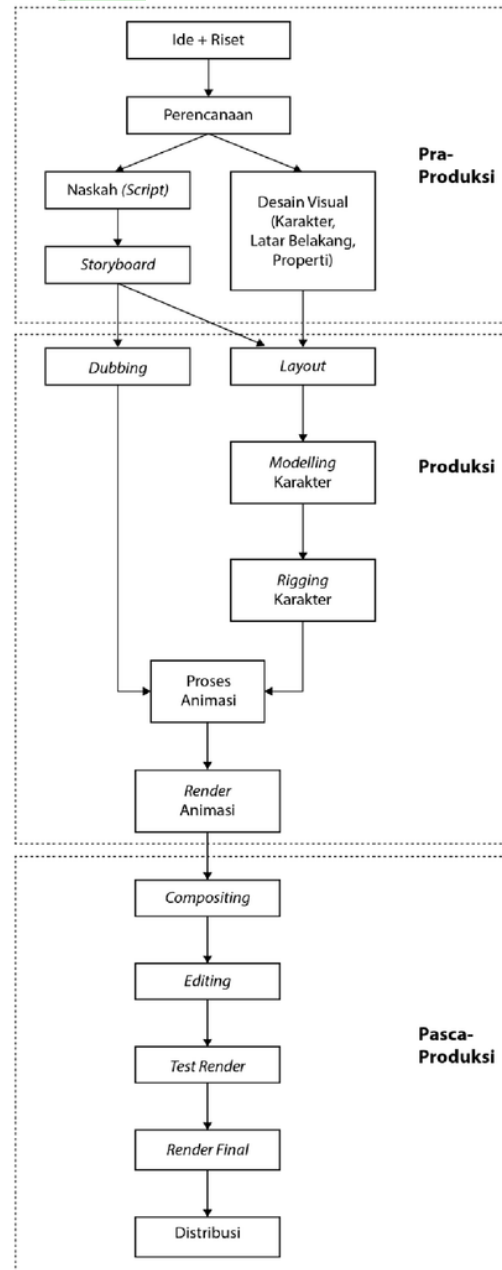 Ide + Riset
Perencanaan
Pra-
Produksi
Naskah (Script)
Desain Visual
(Karakter,
Latar Belakang,
Properti)
Storyboard
Dubbing
Layout
Modelling
Karakter
Produksi
Rigging
Karakter
Proses
Animasi
Render
Animasi
Compositing
Editing
Pasca-
Produksi
Test Render
Render Final
Distribusi